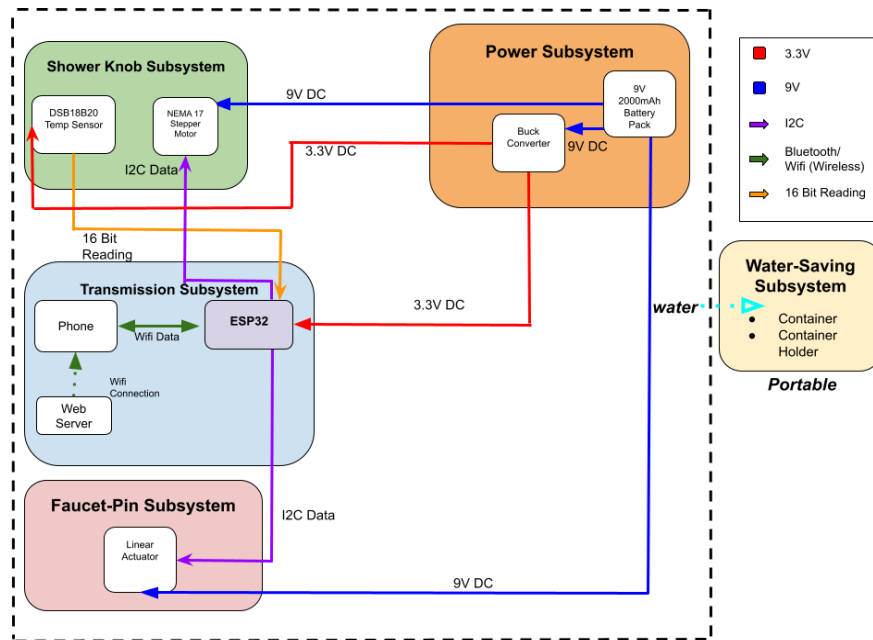 Shower Knob Subsystem
DSB18B20
Temp Sensor
NEMA 17
Stepper
Motor
I2C Data
9V DC
3.3V DC
Power Subsystem
9V
2000mAh
Battery
Pack
Buck
Converter
9V DC
3.3V
9V
I2C
Bluetooth/
Wifi (Wireless)
16 Bit Reading
16 Bit
Reading
Transmission Subsystem
Phone
Wifi Data
ESP32
Wifi
Connection
Web
Server
3.3V DC
water
Water-Saving
Subsystem
● Container
● Container
Holder
Portable
Faucet-Pin Subsystem
Linear
Actuator
I2C Data
9V DC